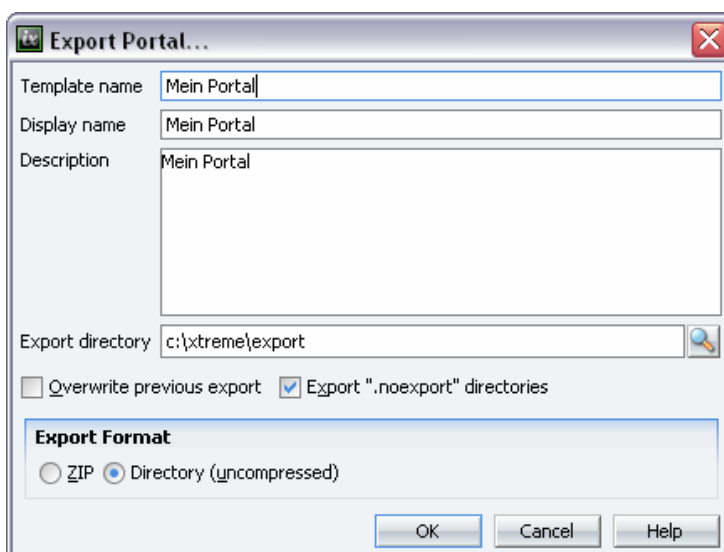 ix Export Portal...
Template name Mein Portal
Display name Mein Portal
Description Mein Portal
Export directory c:\xtreme\export
Overwrite previous export Export ".noexport" directories
Export Format
ZIP Directory (uncompressed)
OK Cancel Help